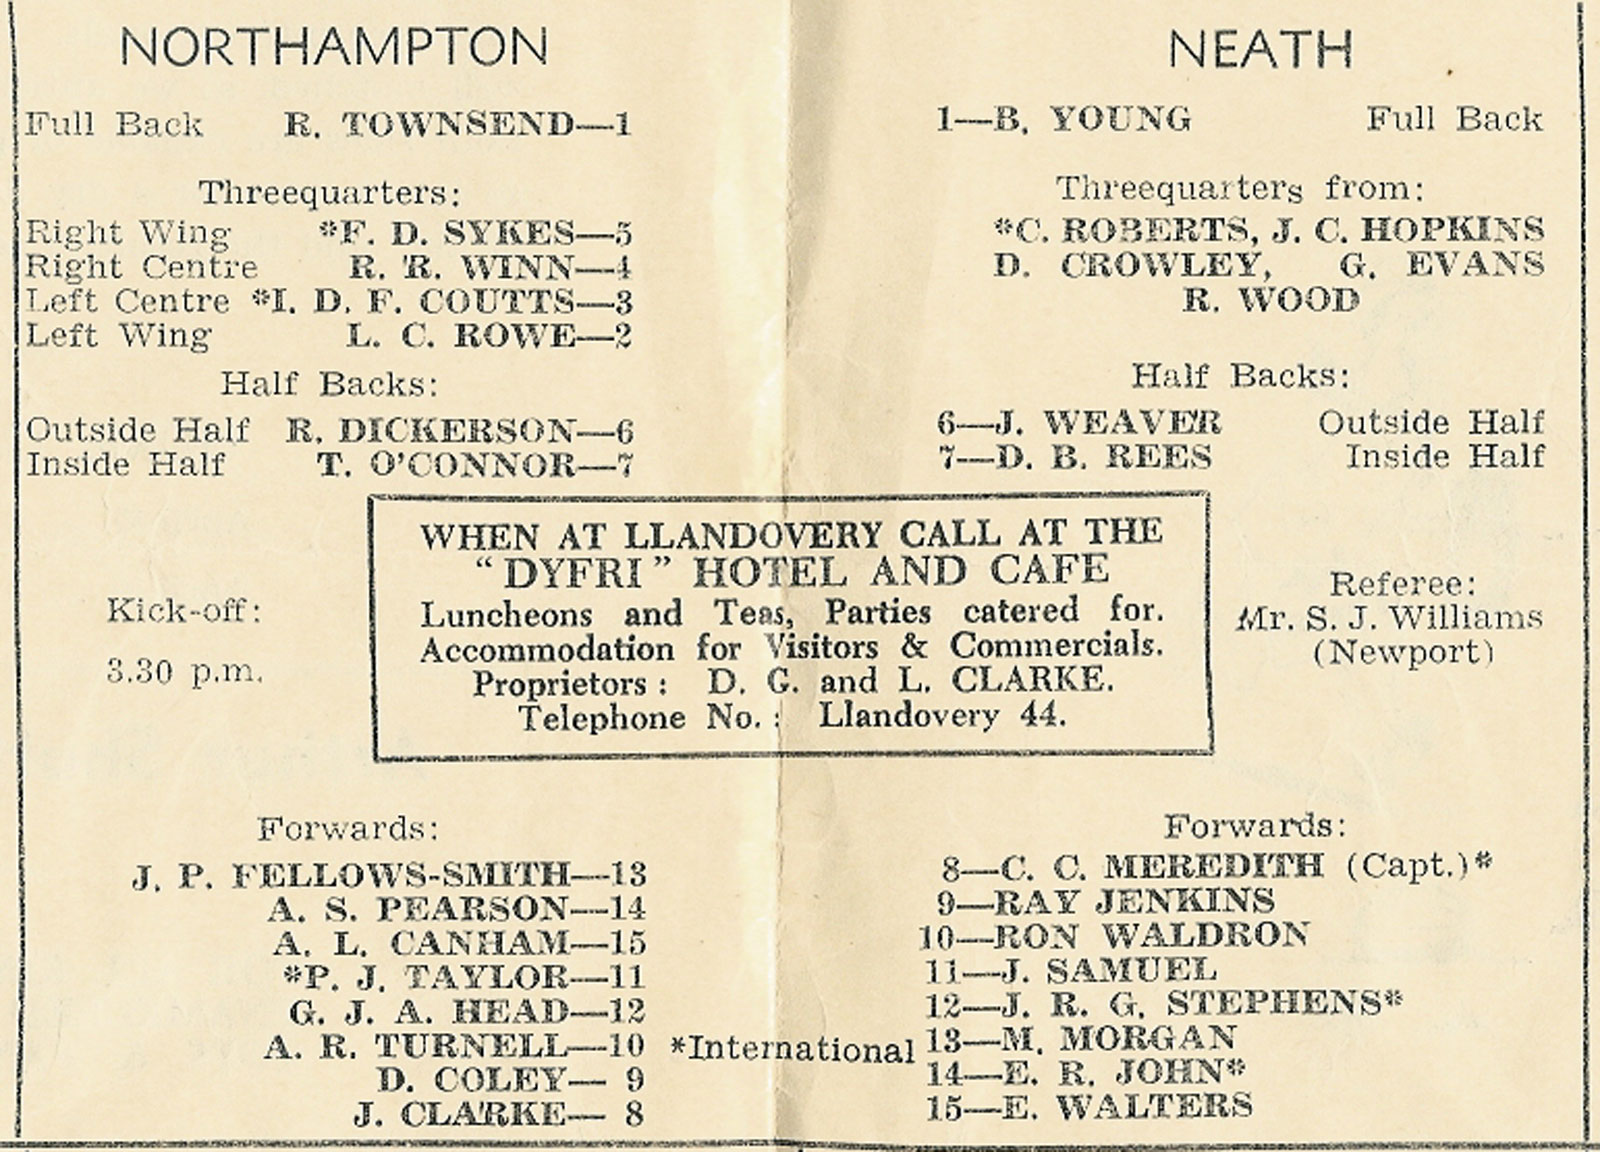 NORTHAMPTON
Full Back R. TOWNSEND—1
Threequarters:
Right Wing *F. D. SYKES—5
Right Centre R. R. WINN—4
Left Centre *I. D. F. COUTTS—3
Left Wing L. C. ROWE—2
Half Backs:
Outside Half R. DICKERSON—6
Inside Half T. O'CONNOR—7
NEATH
1—B. YOUNG Full Back
Threequarters from:
*C. ROBERTS, J. C. HOPKINS
D. CROWLEY, G. EVANS
R. WOOD
Half Backs:
6—J. WEAVER Outside Half
7—D. B. REES Inside Half
Kick-off:
3.30 p.m.
WHEN AT LLANDOVERY CALL AT THE
"DYFRI" HOTEL AND CAFE
Luncheons and Teas, Parties catered for.
Accommodation for Visitors & Commercials.
Proprietors: D. G. and L. CLARKE.
Telephone No.: Llandovery 44.
Referee:
Mr. S. J. Williams
(Newport)
Forwards:
J. P. FELLOWS-SMITH—13
A. S. PEARSON—14
A. L. CANHAM—15
*P. J. TAYLOR—11
G. J. A. HEAD—12
A. R. TURNELL—10
D. COLEY— 9
J. CLARKE— 8
*International
Forwards:
8—C. C. MEREDITH (Capt.)*
9—RAY JENKINS
10—RON WALDRON
11—J. SAMUEL
12—J. R. G. STEPHENS*
13—M. MORGAN
14—E. R. JOHN*
15—E. WALTERS